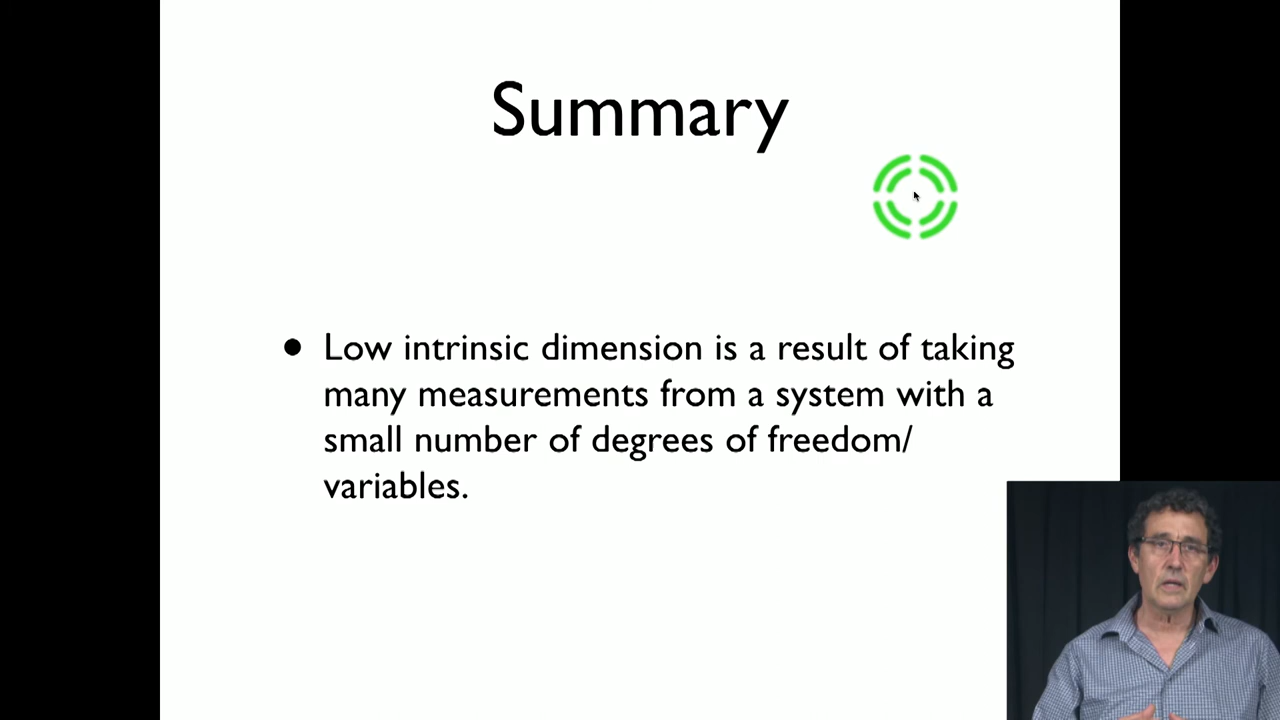 Summary
• Low intrinsic dimension is a result of taking
many measurements from a system with a
small number of degrees of freedom/
variables.